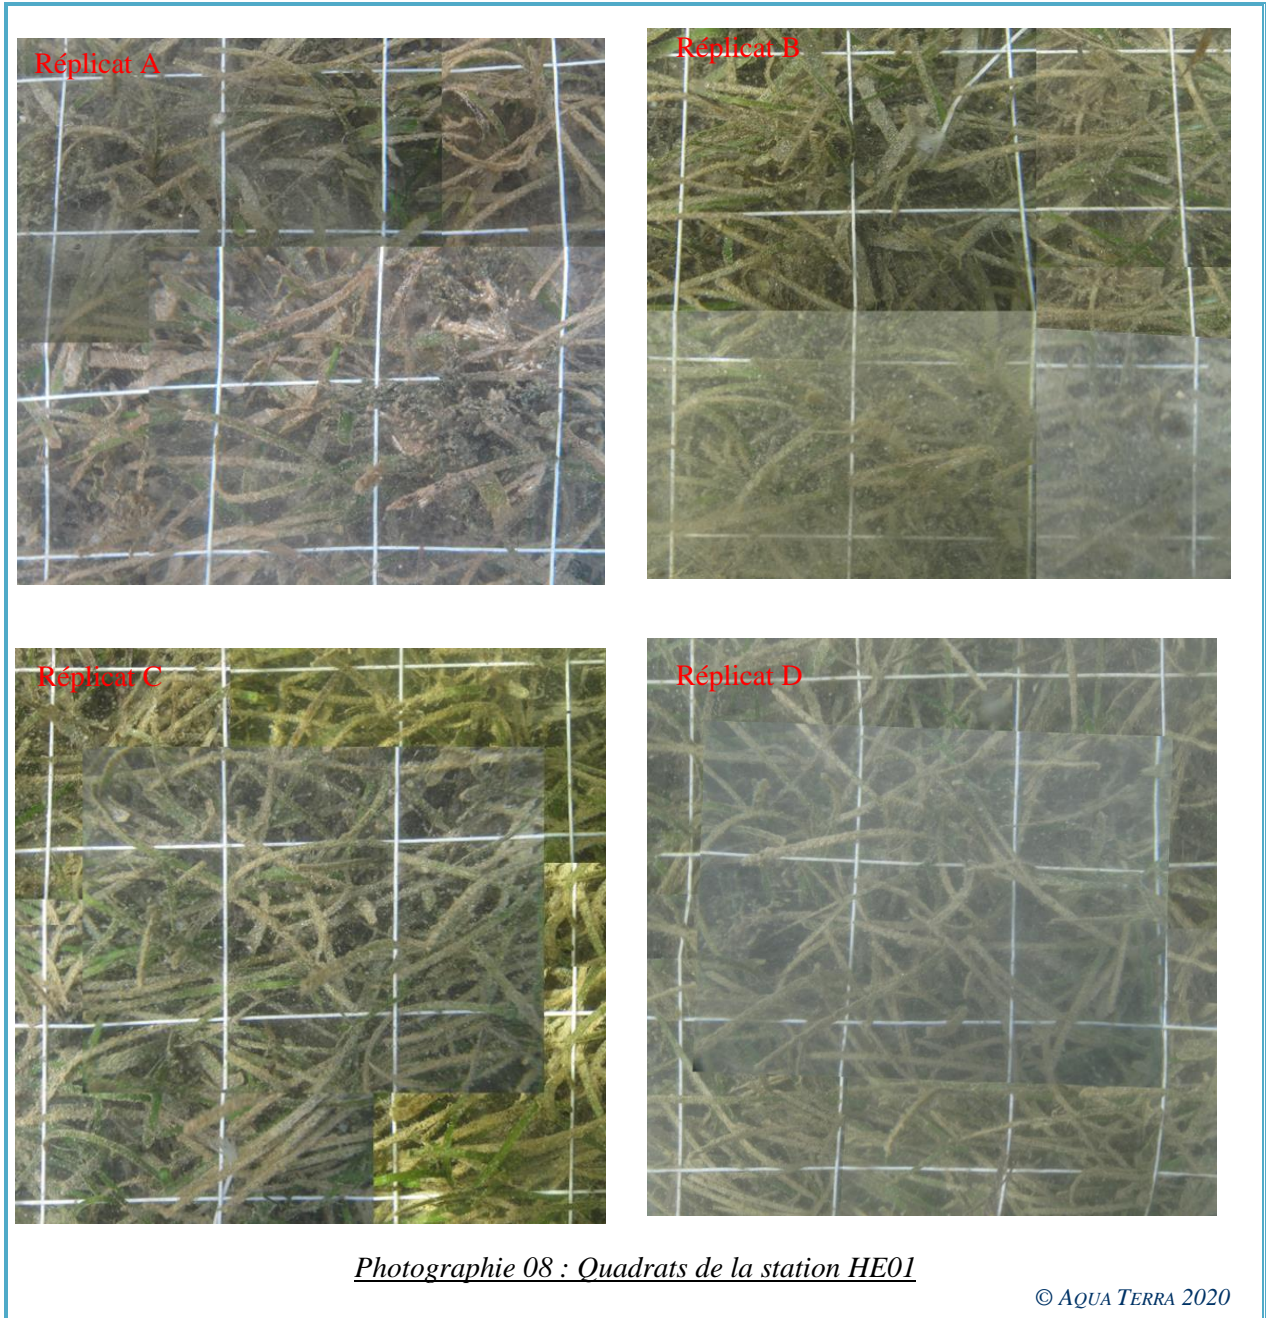 Réplicat A
Réplicat B
Réplicat C
Réplicat D
Photographie 08 : Quadrats de la station HE01
© AQUA TERRA 2020